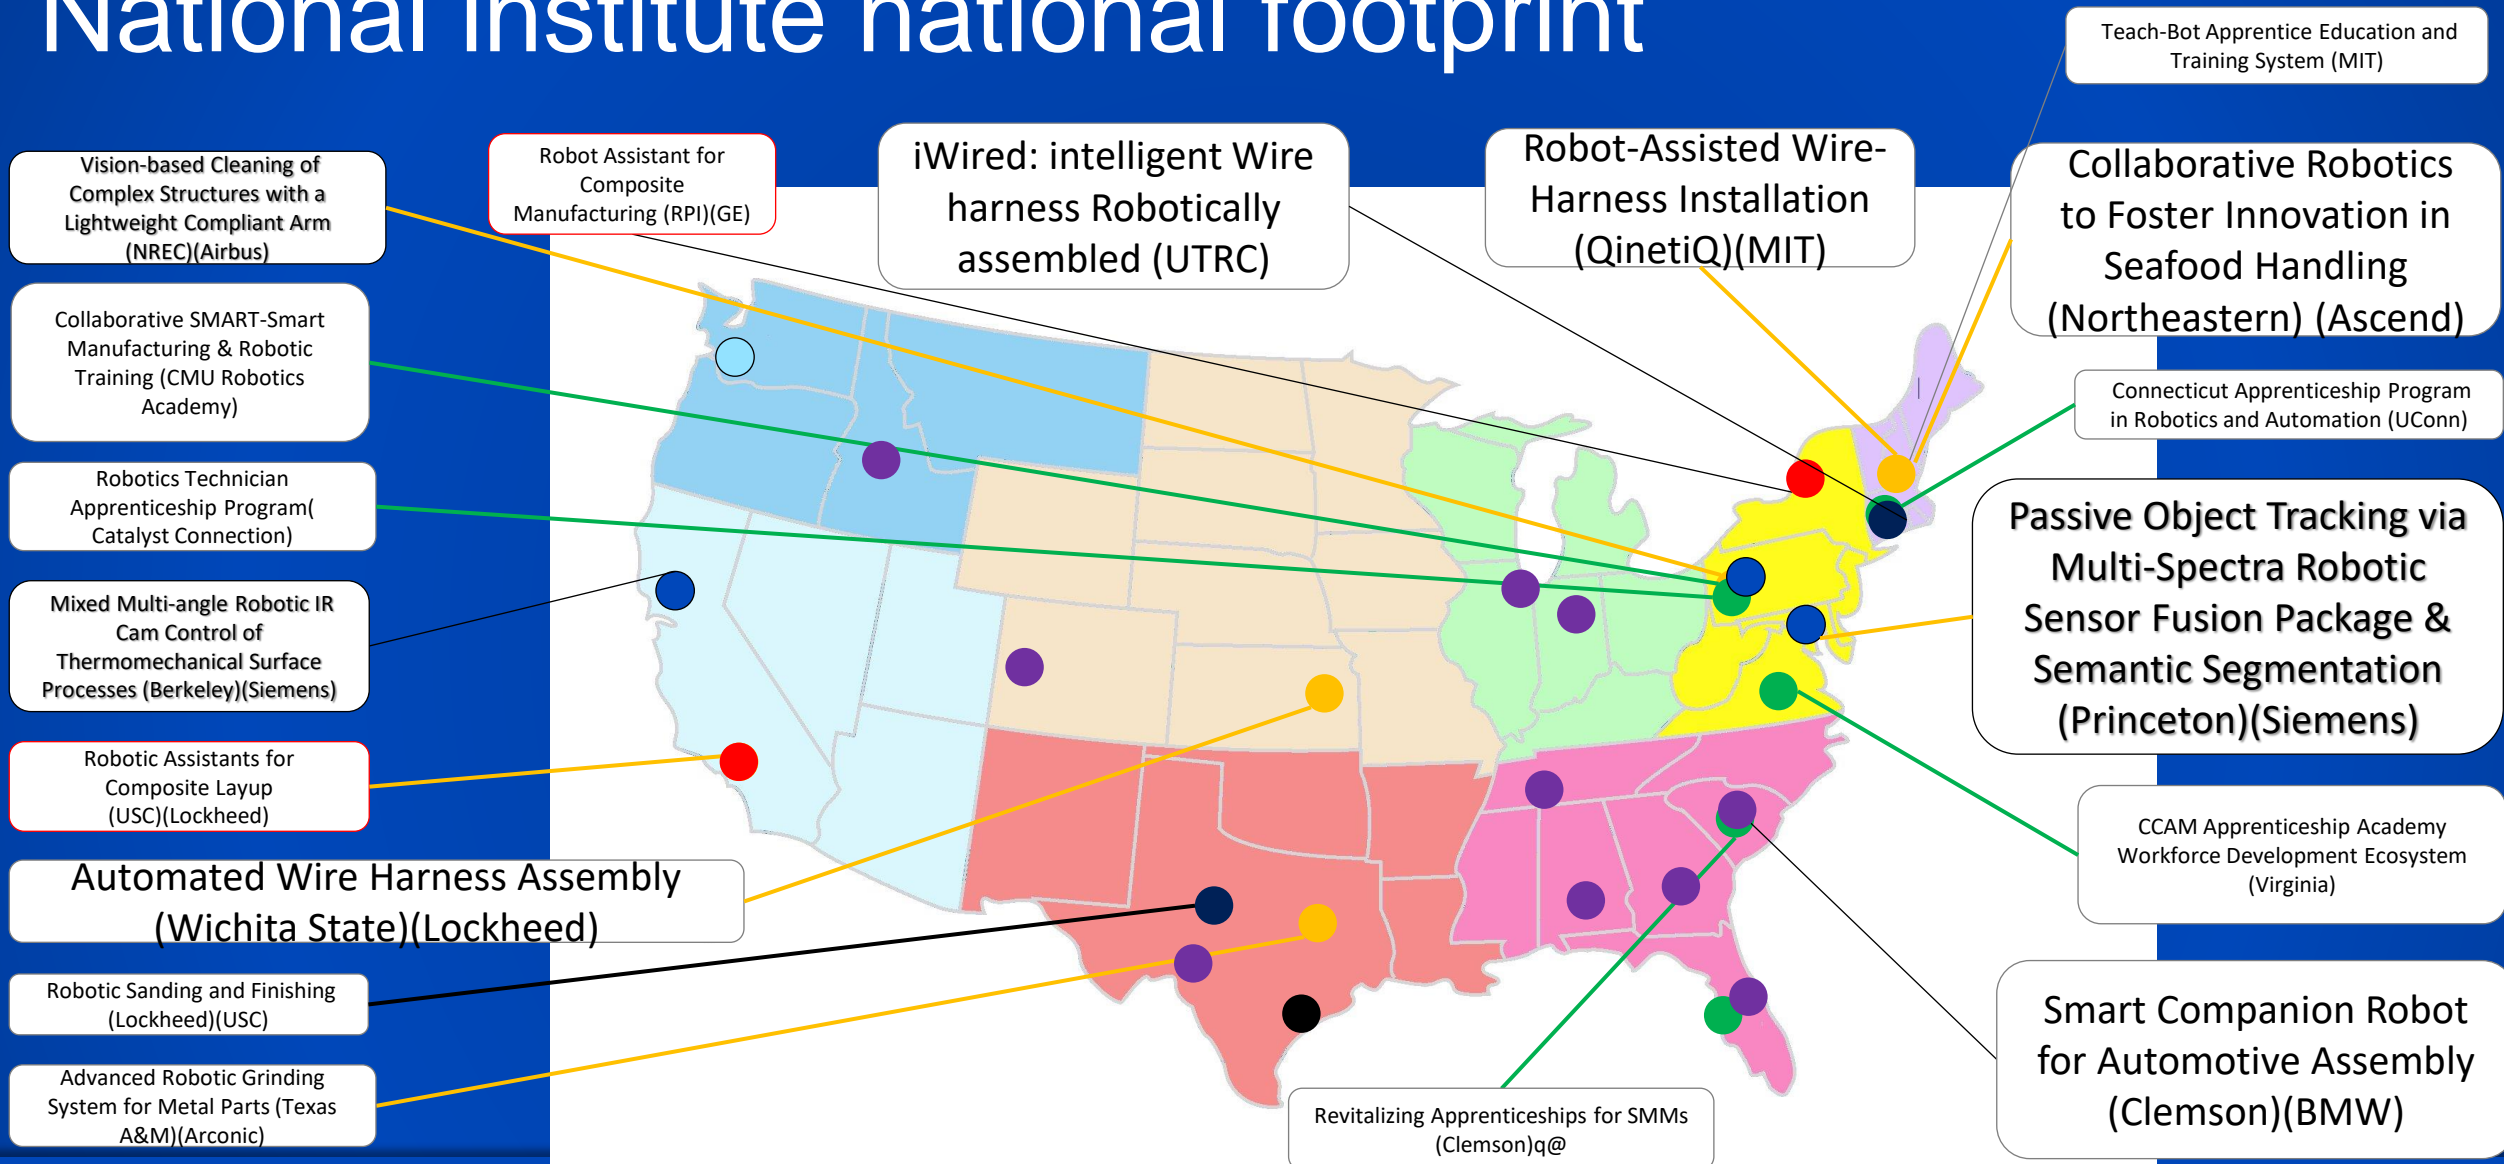 National Institute national footprint
Teach-Bot Apprentice Education and
Training System (MIT)
Vision-based Cleaning of
Complex Structures with a
Lightweight Compliant Arm
(NREC)(Airbus)
Robot Assistant for
Composite
Manufacturing (RPI)(GE)
iWired: intelligent Wire
harness Robotically
assembled (UTRC)
Robot-Assisted Wire-
Harness Installation
(QinetiQ)(MIT)
Collaborative Robotics
to Foster Innovation in
Seafood Handling
(Northeastern) (Ascend)
Collaborative SMART-Smart
Manufacturing & Robotic
Training (CMU Robotics
Academy)
Connecticut Apprenticeship Program
in Robotics and Automation (UConn)
Robotics Technician
Apprenticeship Program(
Catalyst Connection)
Passive Object Tracking via
Multi-Spectra Robotic
Sensor Fusion Package &
Semantic Segmentation
(Princeton)(Siemens)
Mixed Multi-angle Robotic IR
Cam Control of
Thermomechanical Surface
Processes (Berkeley)(Siemens)
Robotic Assistants for
Composite Layup
(USC)(Lockheed)
CCAM Apprenticeship Academy
Workforce Development Ecosystem
(Virginia)
Automated Wire Harness Assembly
(Wichita State)(Lockheed)
Robotic Sanding and Finishing
(Lockheed)(USC)
Smart Companion Robot
for Automotive Assembly
(Clemson)(BMW)
Advanced Robotic Grinding
System for Metal Parts (Texas
A&M)(Arconic)
Revitalizing Apprenticeships for SMMs
(Clemson)q@